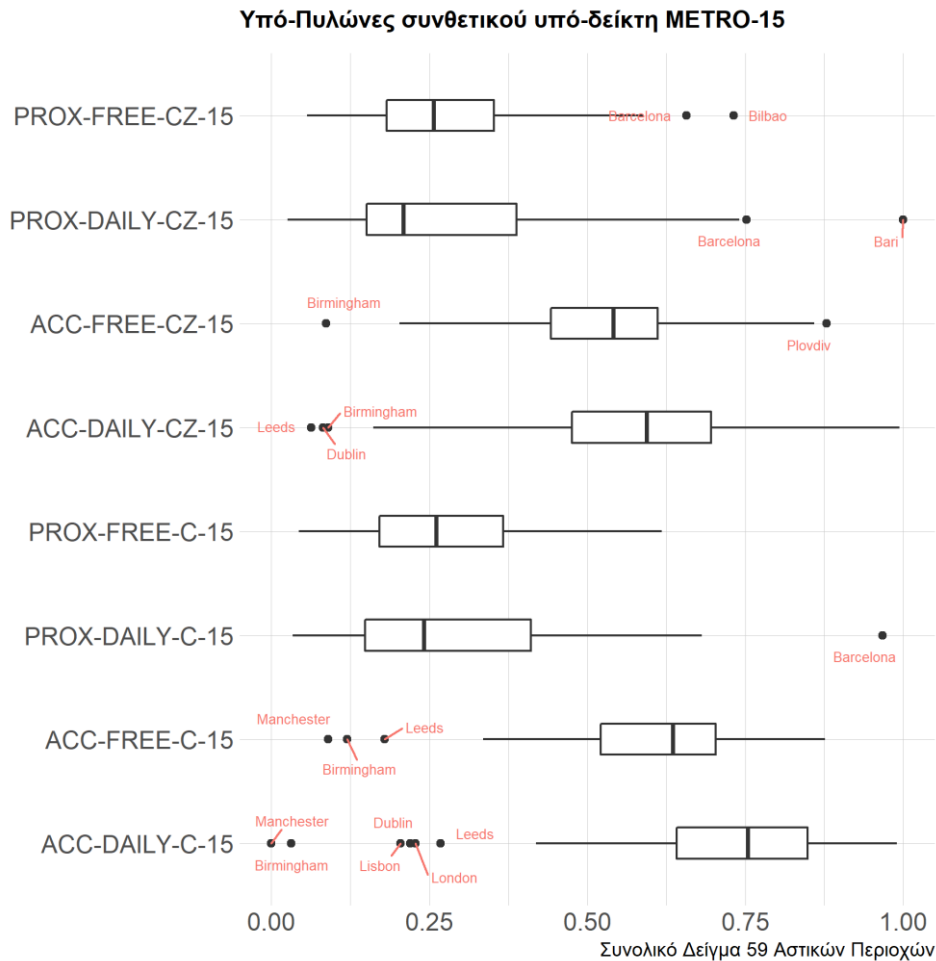 Υπό-Πυλώνες συνθετικού υπό-δείκτη METRO-15
PROX-FREE-CZ-15
Barcelona
Bilbao
PROX-DAILY-CZ-15
Barcelona
Bari
Birmingham
ACC-FREE-CZ-15
Plovdiv
Birmingham
ACC-DAILY-CZ-15
Leeds
Dublin
PROX-FREE-C-15
PROX-DAILY-C-15
Barcelona
Manchester
Leeds
ACC-FREE-C-15
Birmingham
Manchester
Dublin
Leeds
ACC-DAILY-C-15
Birmingham
Lisbon
London
0.00 0.25 0.50 0.75 1.00
Συνολικό Δείγμα 59 Αστικών Περιοχών